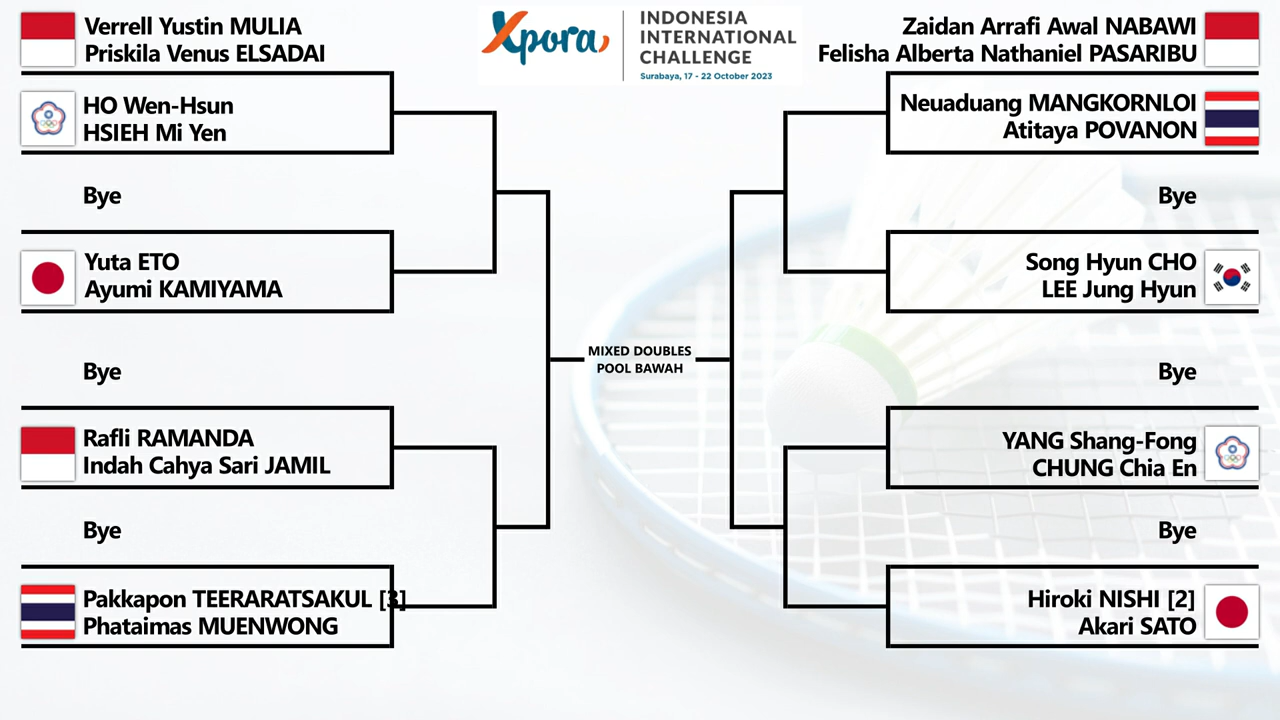 Verrell Yustin MULIA
Priskila Venus ELSADAI
HO Wen-Hsun
HSIEH Mi Yen
Bye
Yuta ETO
Ayumi KAMIYAMA
Bye
Rafli RAMANDA
Indah Cahya Sari JAMIL
Bye
Pakkapon TEERARATSAKUL [3]
Phataimas MUENWONG
Xpora
INDONESIA
INTERNATIONAL
CHALLENGE
Surabaya, 17 - 22 October 2023
MIXED DOUBLES
POOL BAWAH
Zaidan Arrafi Awal NABAWI
Felisha Alberta Nathaniel PASARIBU
Neuaduang MANGKORNLOI
Atitaya POVANON
Bye
Song Hyun CHO
LEE Jung Hyun
Bye
YANG Shang-Fong
CHUNG Chia En
Bye
Hiroki NISHI [2]
Akari SATO